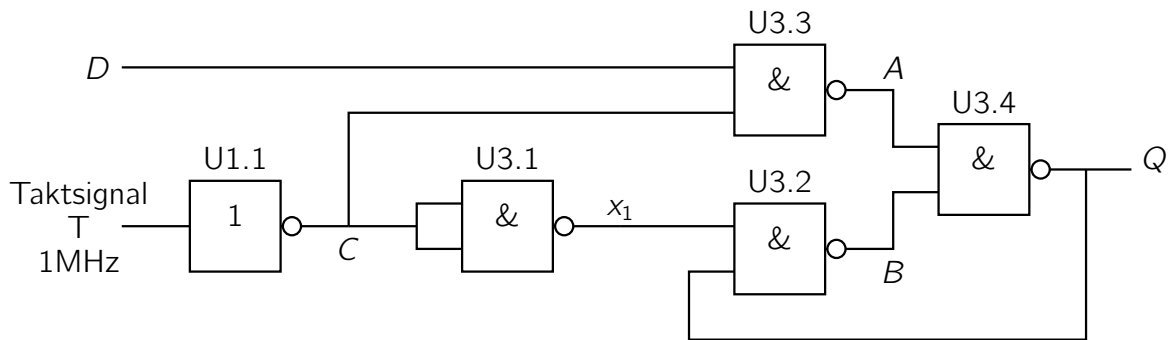 U3.3
D
&
A
U3.4
&
Q
U1.1
U3.1
U3.2
Taktsignal
T
1MHz
1
C
&
x₁
&
B